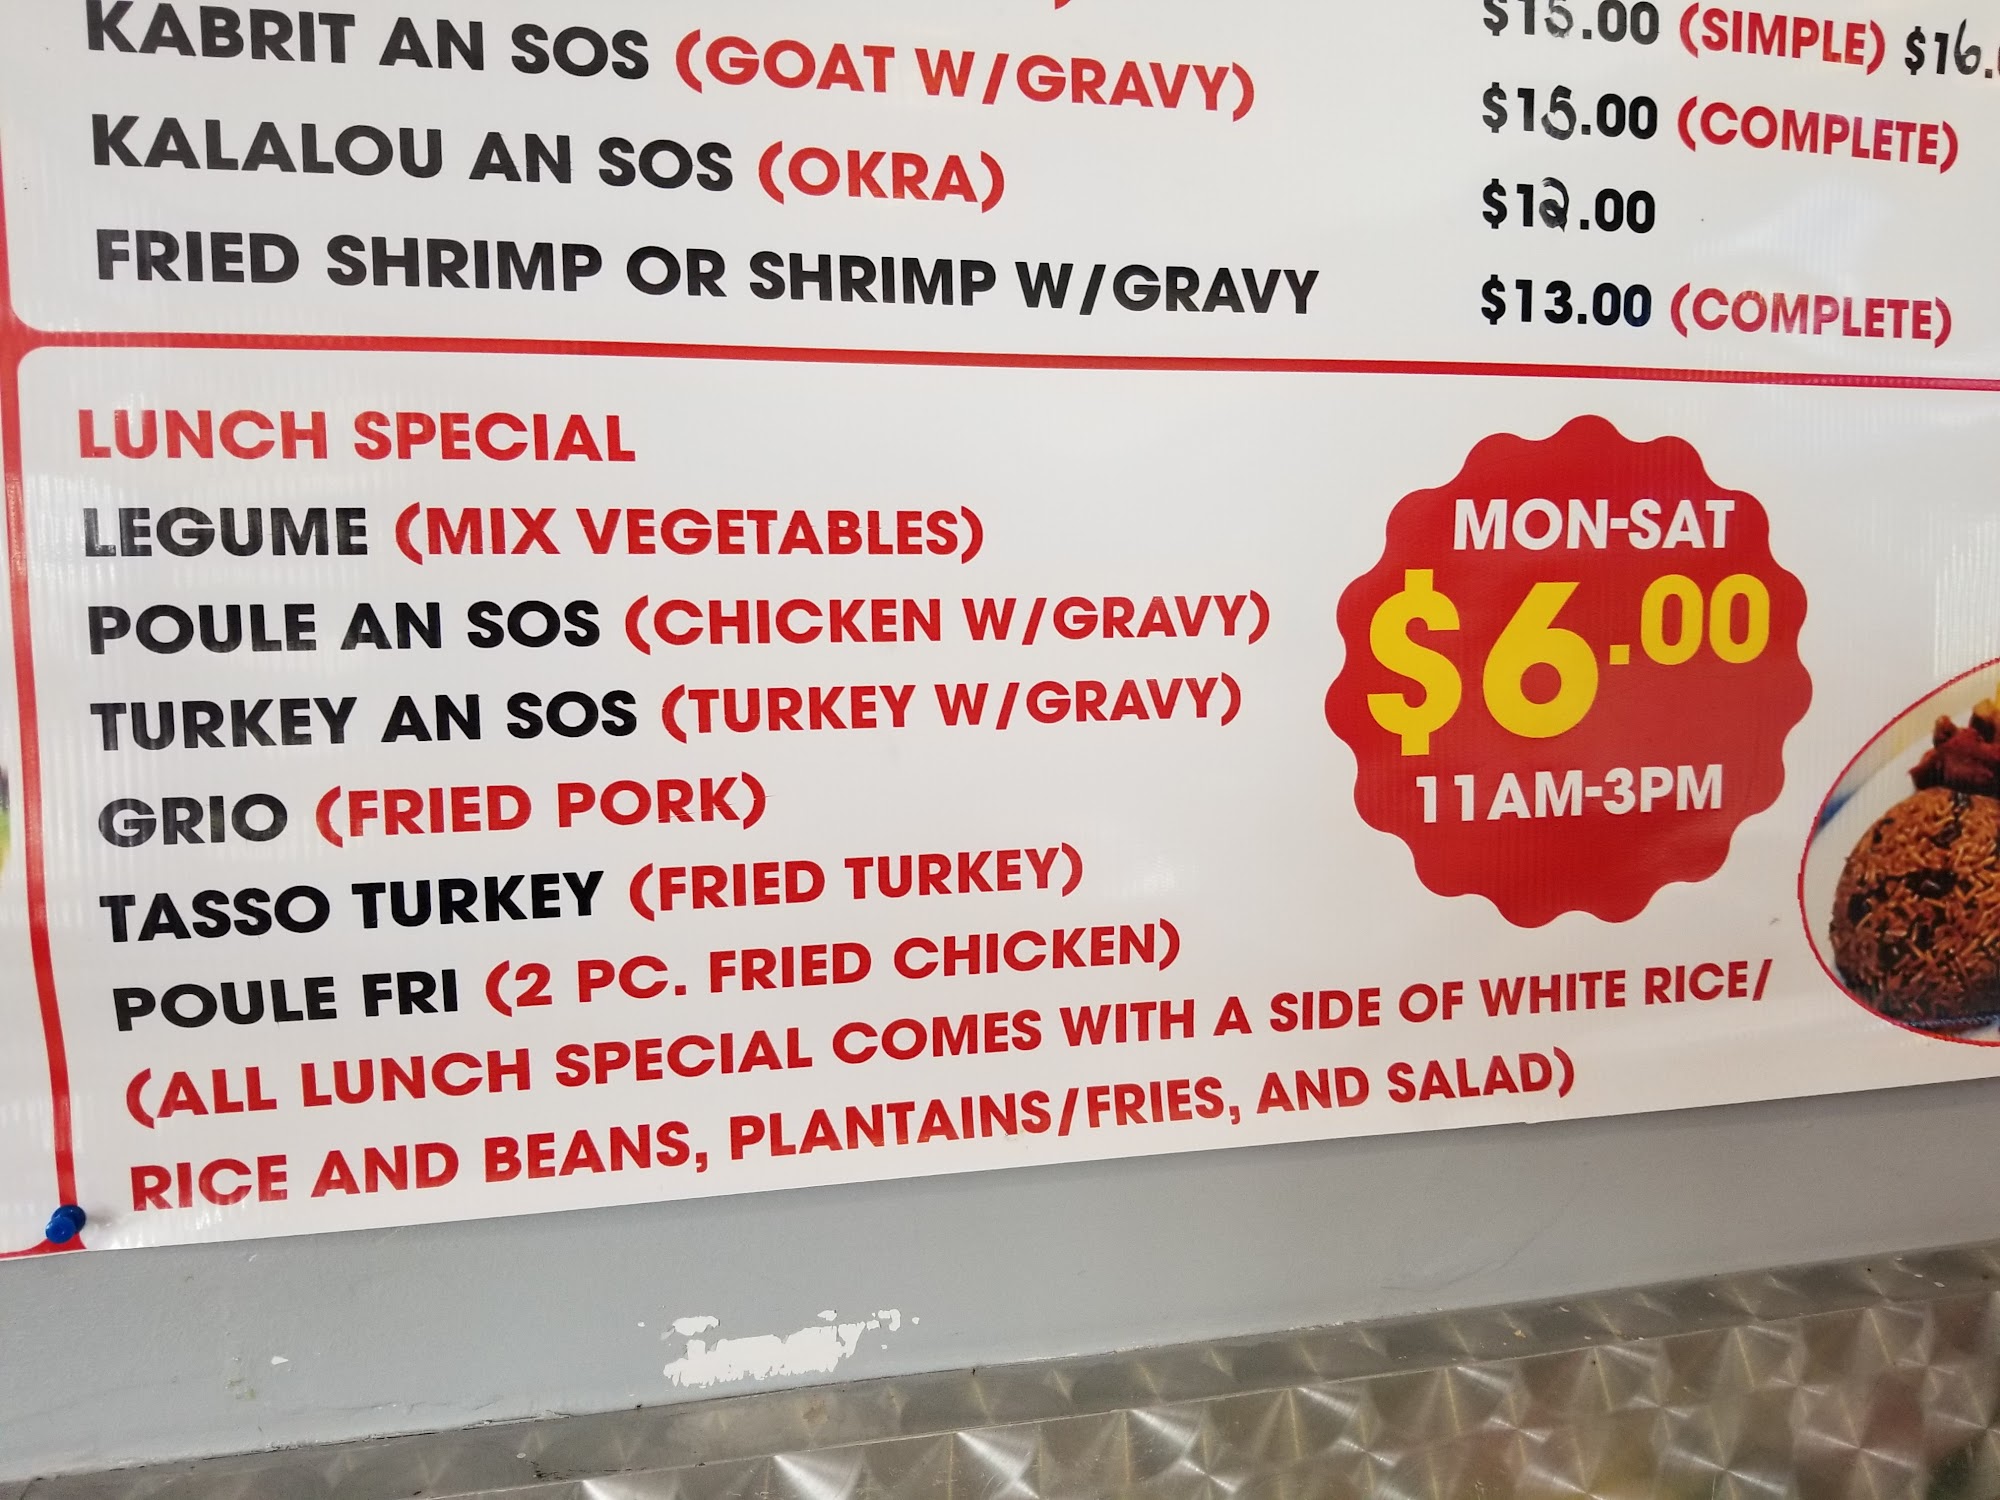 KABRIT AN SOS (GOAT W/GRAVY) $15.00 (SIMPLE) $16.
KALALOU AN SOS (OKRA) $15.00 (COMPLETE)
$12.00
FRIED SHRIMP OR SHRIMP W/GRAVY $13.00 (COMPLETE)
LUNCH SPECIAL
LEGUME (MIX VEGETABLES)
POULE AN SOS (CHICKEN W/GRAVY)
TURKEY AN SOS (TURKEY W/GRAVY)
GRIO (FRIED PORK)
TASSO TURKEY (FRIED TURKEY)
POULE FRI (2 PC. FRIED CHICKEN)
(ALL LUNCH SPECIAL COMES WITH A SIDE OF WHITE RICE/
RICE AND BEANS, PLANTAINS/FRIES, AND SALAD)
MON-SAT
$6.00
11AM-3PM